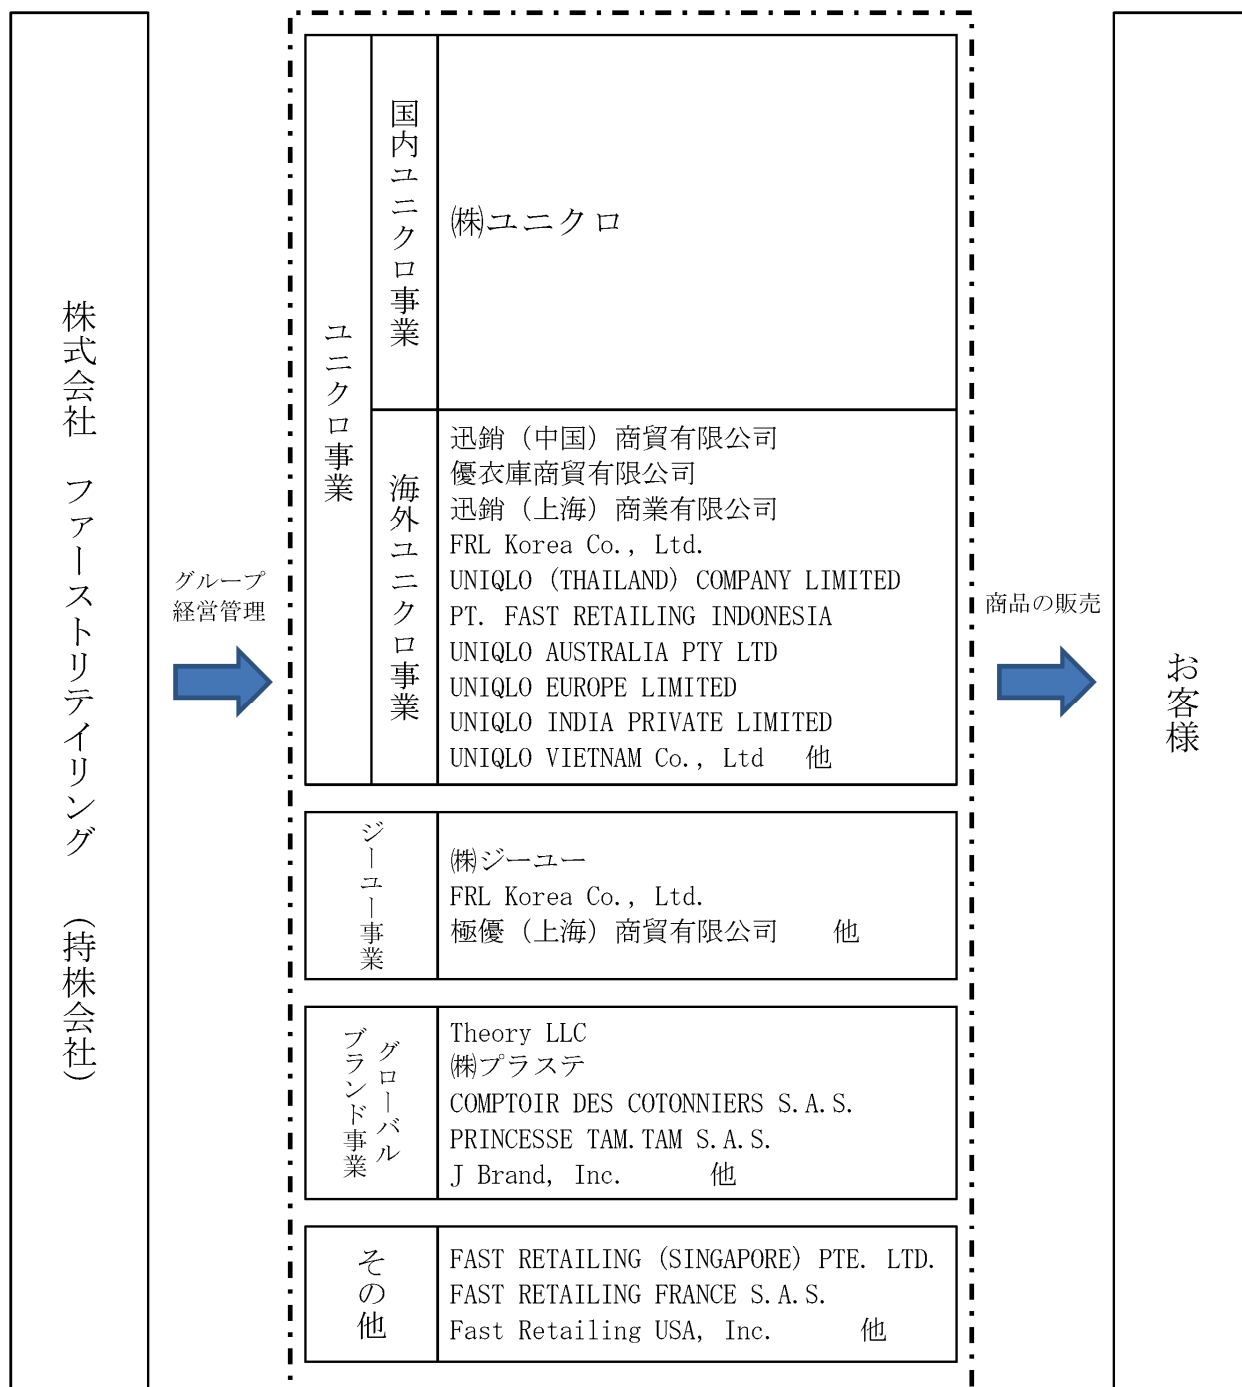 株式会社　ファーストリテイリング　（持株会社）
グループ
経営管理
ユニクロ事業
国内ユニクロ事業
㈱ユニクロ
海外ユニクロ事業
迅銷（中国）商貿有限公司
優衣庫商貿有限公司
迅銷（上海）商業有限公司
FRL Korea Co., Ltd.
UNIQLO (THAILAND) COMPANY LIMITED
PT. FAST RETAILING INDONESIA
UNIQLO AUSTRALIA PTY LTD
UNIQLO EUROPE LIMITED
UNIQLO INDIA PRIVATE LIMITED
UNIQLO VIETNAM Co., Ltd　他
ジーユー事業
㈱ジーユー
FRL Korea Co., Ltd.
極優（上海）商貿有限公司　他
グローバル
ブランド事業
Theory LLC
㈱プラステ
COMPTOIR DES COTONNIERS S.A.S.
PRINCESSE TAM.TAM S.A.S.
J Brand, Inc.　他
その他
FAST RETAILING (SINGAPORE) PTE. LTD.
FAST RETAILING FRANCE S.A.S.
Fast Retailing USA, Inc.　他
商品の販売
お客様